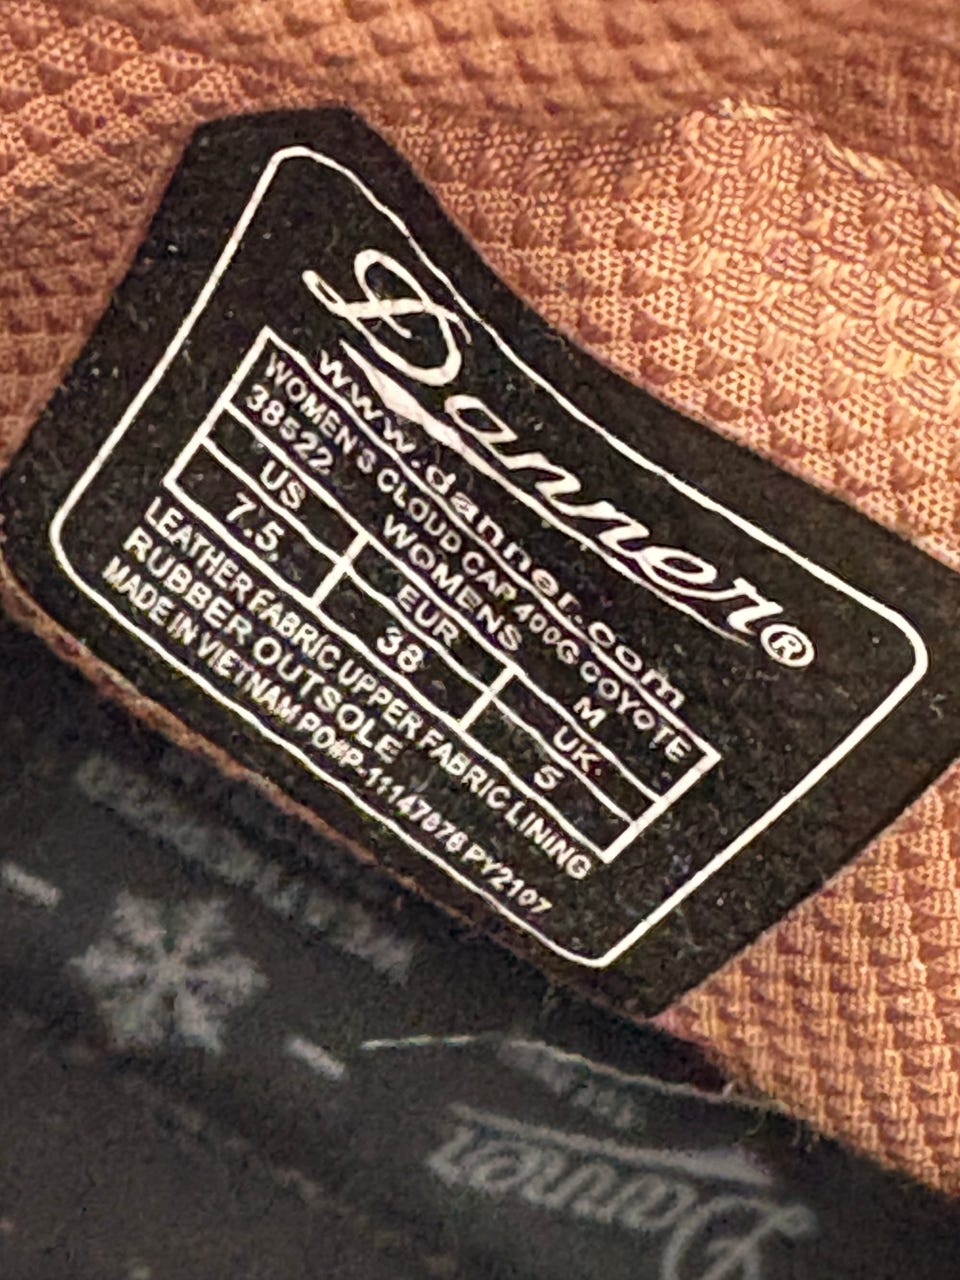 Danner®
www.danner.com
WOMEN'S CLOUD CAP 400G COYOTE
38522 WOMENS M
US EUR UK
7.5 38 5
LEATHER FABRIC UPPER FABRIC LINING
RUBBER OUTSOLE
MADE IN VIETNAM PO#P-11147878 PY2107
Danner